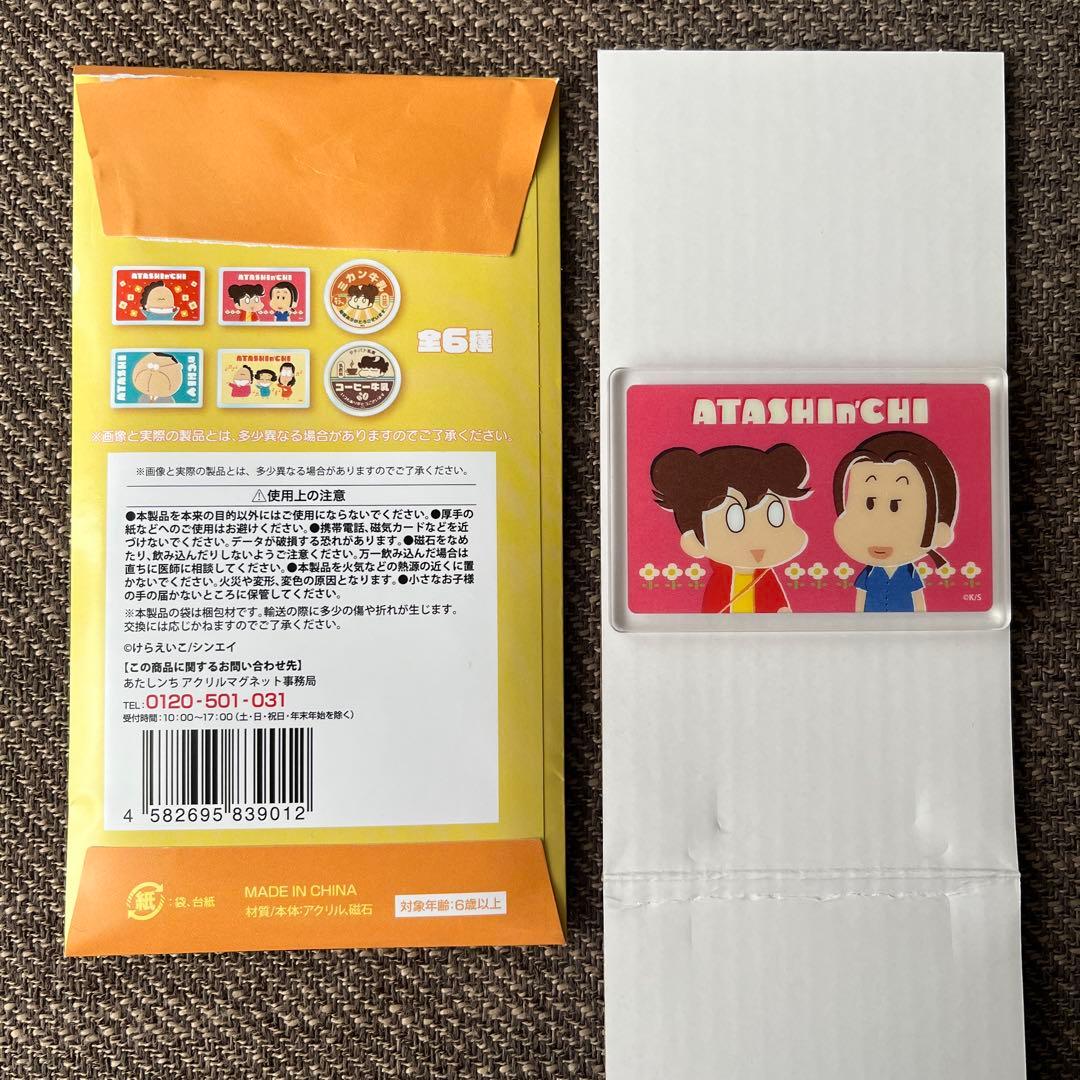 ATASHIn'CHI
ATASHIn'CHI
ミカン牛乳
全6種
ATASHI
n'CHI
ATASHIn'CHI
コーヒー牛乳
※画像と実際の製品とは、多少異なる場合がありますのでご了承ください。
※画像と実際の製品とは、多少異なる場合がありますのでご了承ください。
⚠使用上の注意
●本製品を本来の目的以外にはご使用にならないでください。●厚手の
紙などへのご使用はお避けください。●携帯電話、磁気カードなどを近
づけないでください。データが破損する恐れがあります。●磁石をなめ
たり、飲み込んだりしないようご注意ください。万一飲み込んだ場合は
直ちに医師に相談してください。●本製品を火気などの熱源の近くに置
かないでください。火災や変形、変色の原因となります。●小さなお子様
の手の届かないところに保管してください。
※本製品の袋は梱包材です。輸送の際に多少の傷や折れが生じます。
交換には応じかねますのでご了承ください。
©けらえいこ/シンエイ
【この商品に関するお問い合わせ先】
あたしンち アクリルマグネット事務局
TEL:0120-501-031
受付時間:10:00〜17:00(土・日・祝日・年末年始を除く)
4 582695 839012
紙:袋、台紙
MADE IN CHINA
材質/本体:アクリル、磁石
対象年齢:6歳以上
ATASHIn'CHI
©K/S